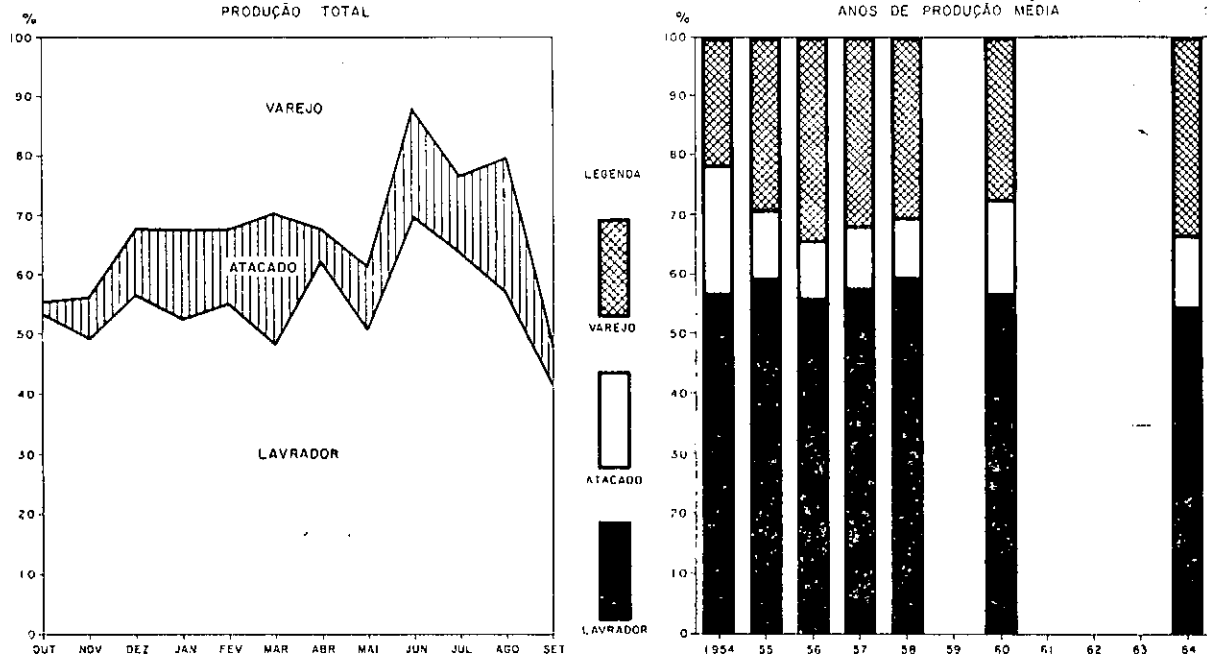 PRODUÇÃO TOTAL
%
100
90
80
70
60
50
40
30
20
10
0
VAREJO
ATACADO
LAVRADOR
OUT NOV DEZ JAN FEV MAR ABR MAI JUN JUL AGO SET
LEGENDA
VAREJO
ATACADO
LAVRADOR
ANOS DE PRODUÇÃO MÉDIA
%
100
90
80
70
60
50
40
30
20
10
0
1954 55 56 57 58 59 60 61 62 63 64